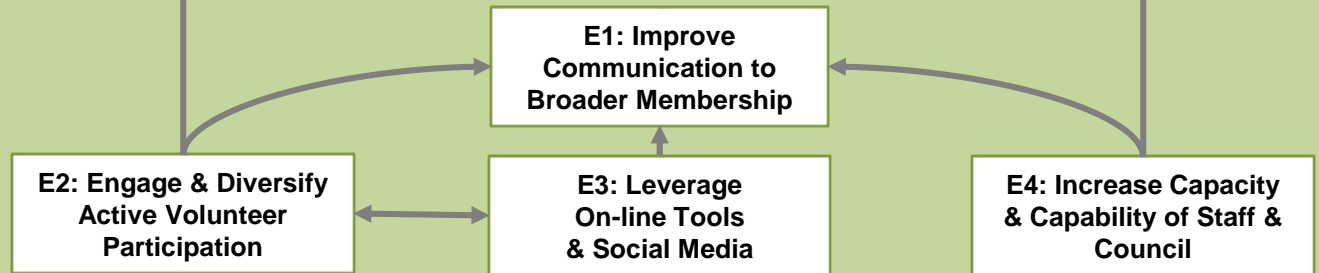 E1: Improve
Communication to
Broader Membership
E2: Engage & Diversify
Active Volunteer
Participation
E3: Leverage
On-line Tools
& Social Media
E4: Increase Capacity
& Capability of Staff &
Council